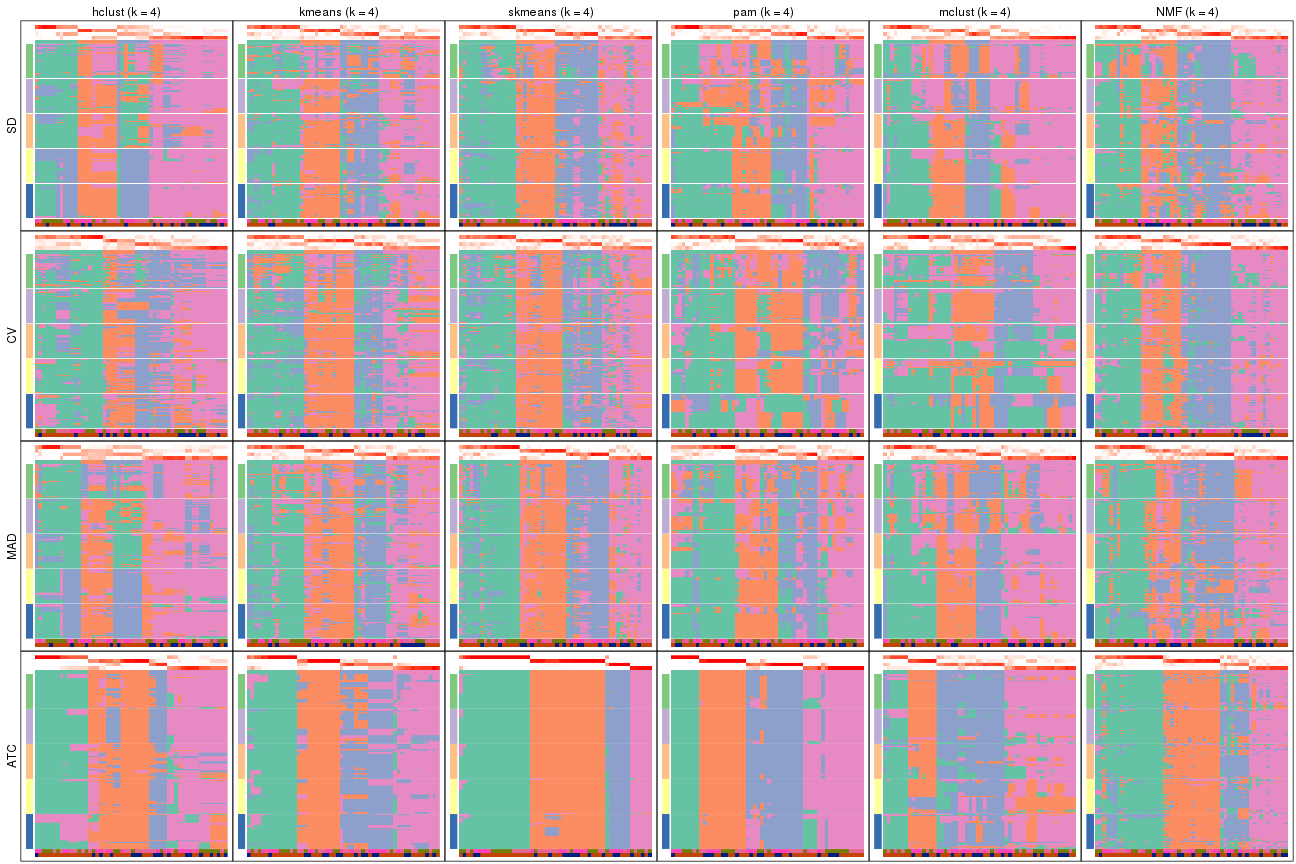 hclust (k = 4) kmeans (k = 4) skmeans (k = 4) pam (k = 4) mclust (k = 4) NMF (k = 4)
SD
CV
MAD
ATC